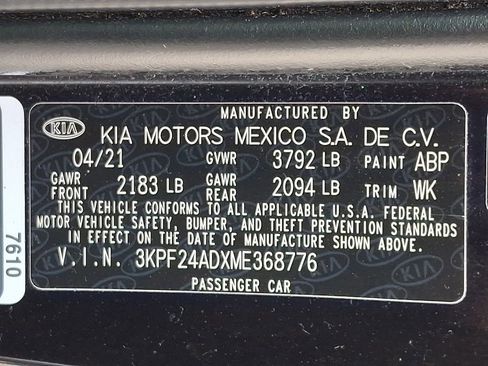 MANUFACTURED BY
KIA KIA MOTORS MEXICO S.A. DE C.V.
04/21 GVWR 3792 LB PAINT ABP
GAWR FRONT 2183 LB GAWR REAR 2094 LB TRIM WK
THIS VEHICLE CONFORMS TO ALL APPLICABLE U.S.A. FEDERAL
MOTOR VEHICLE SAFETY, BUMPER, AND THEFT PREVENTION STANDARDS
IN EFFECT ON THE DATE OF MANUFACTURE SHOWN ABOVE.
V.I.N. 3KPF24ADXME368776
PASSENGER CAR
7610